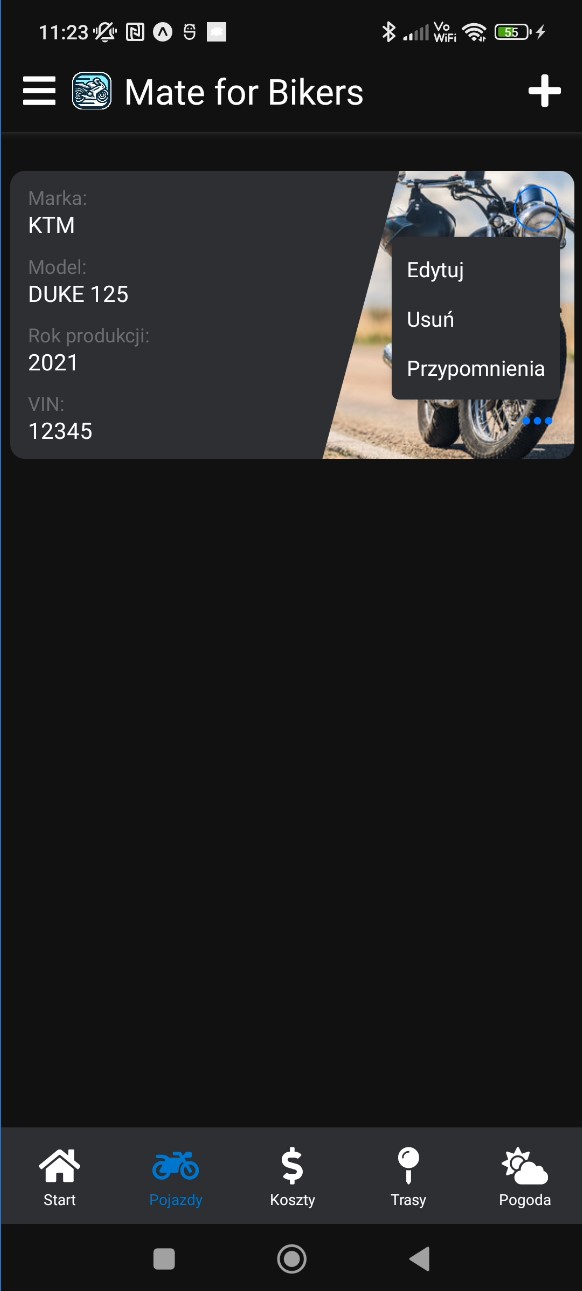 11:23
Vo
WiFi
55
Mate for Bikers
Marka:
KTM
Model:
DUKE 125
Rok produkcji:
2021
VIN:
12345
Edytuj
Usuń
Przypomnienia
Start
Pojazdy
Koszty
Trasy
Pogoda